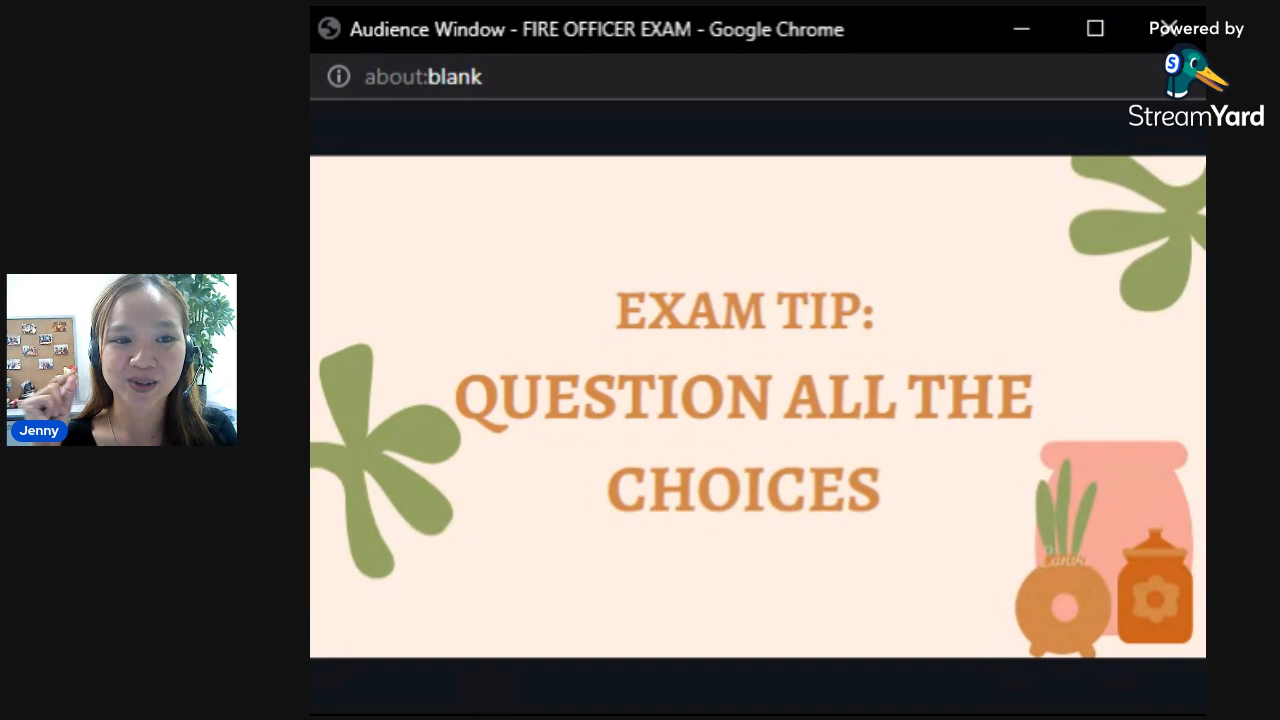 Audience Window - FIRE OFFICER EXAM - Google Chrome
about:blank
Powered by
StreamYard
EXAM TIP:
QUESTION ALL THE
CHOICES
Jenny